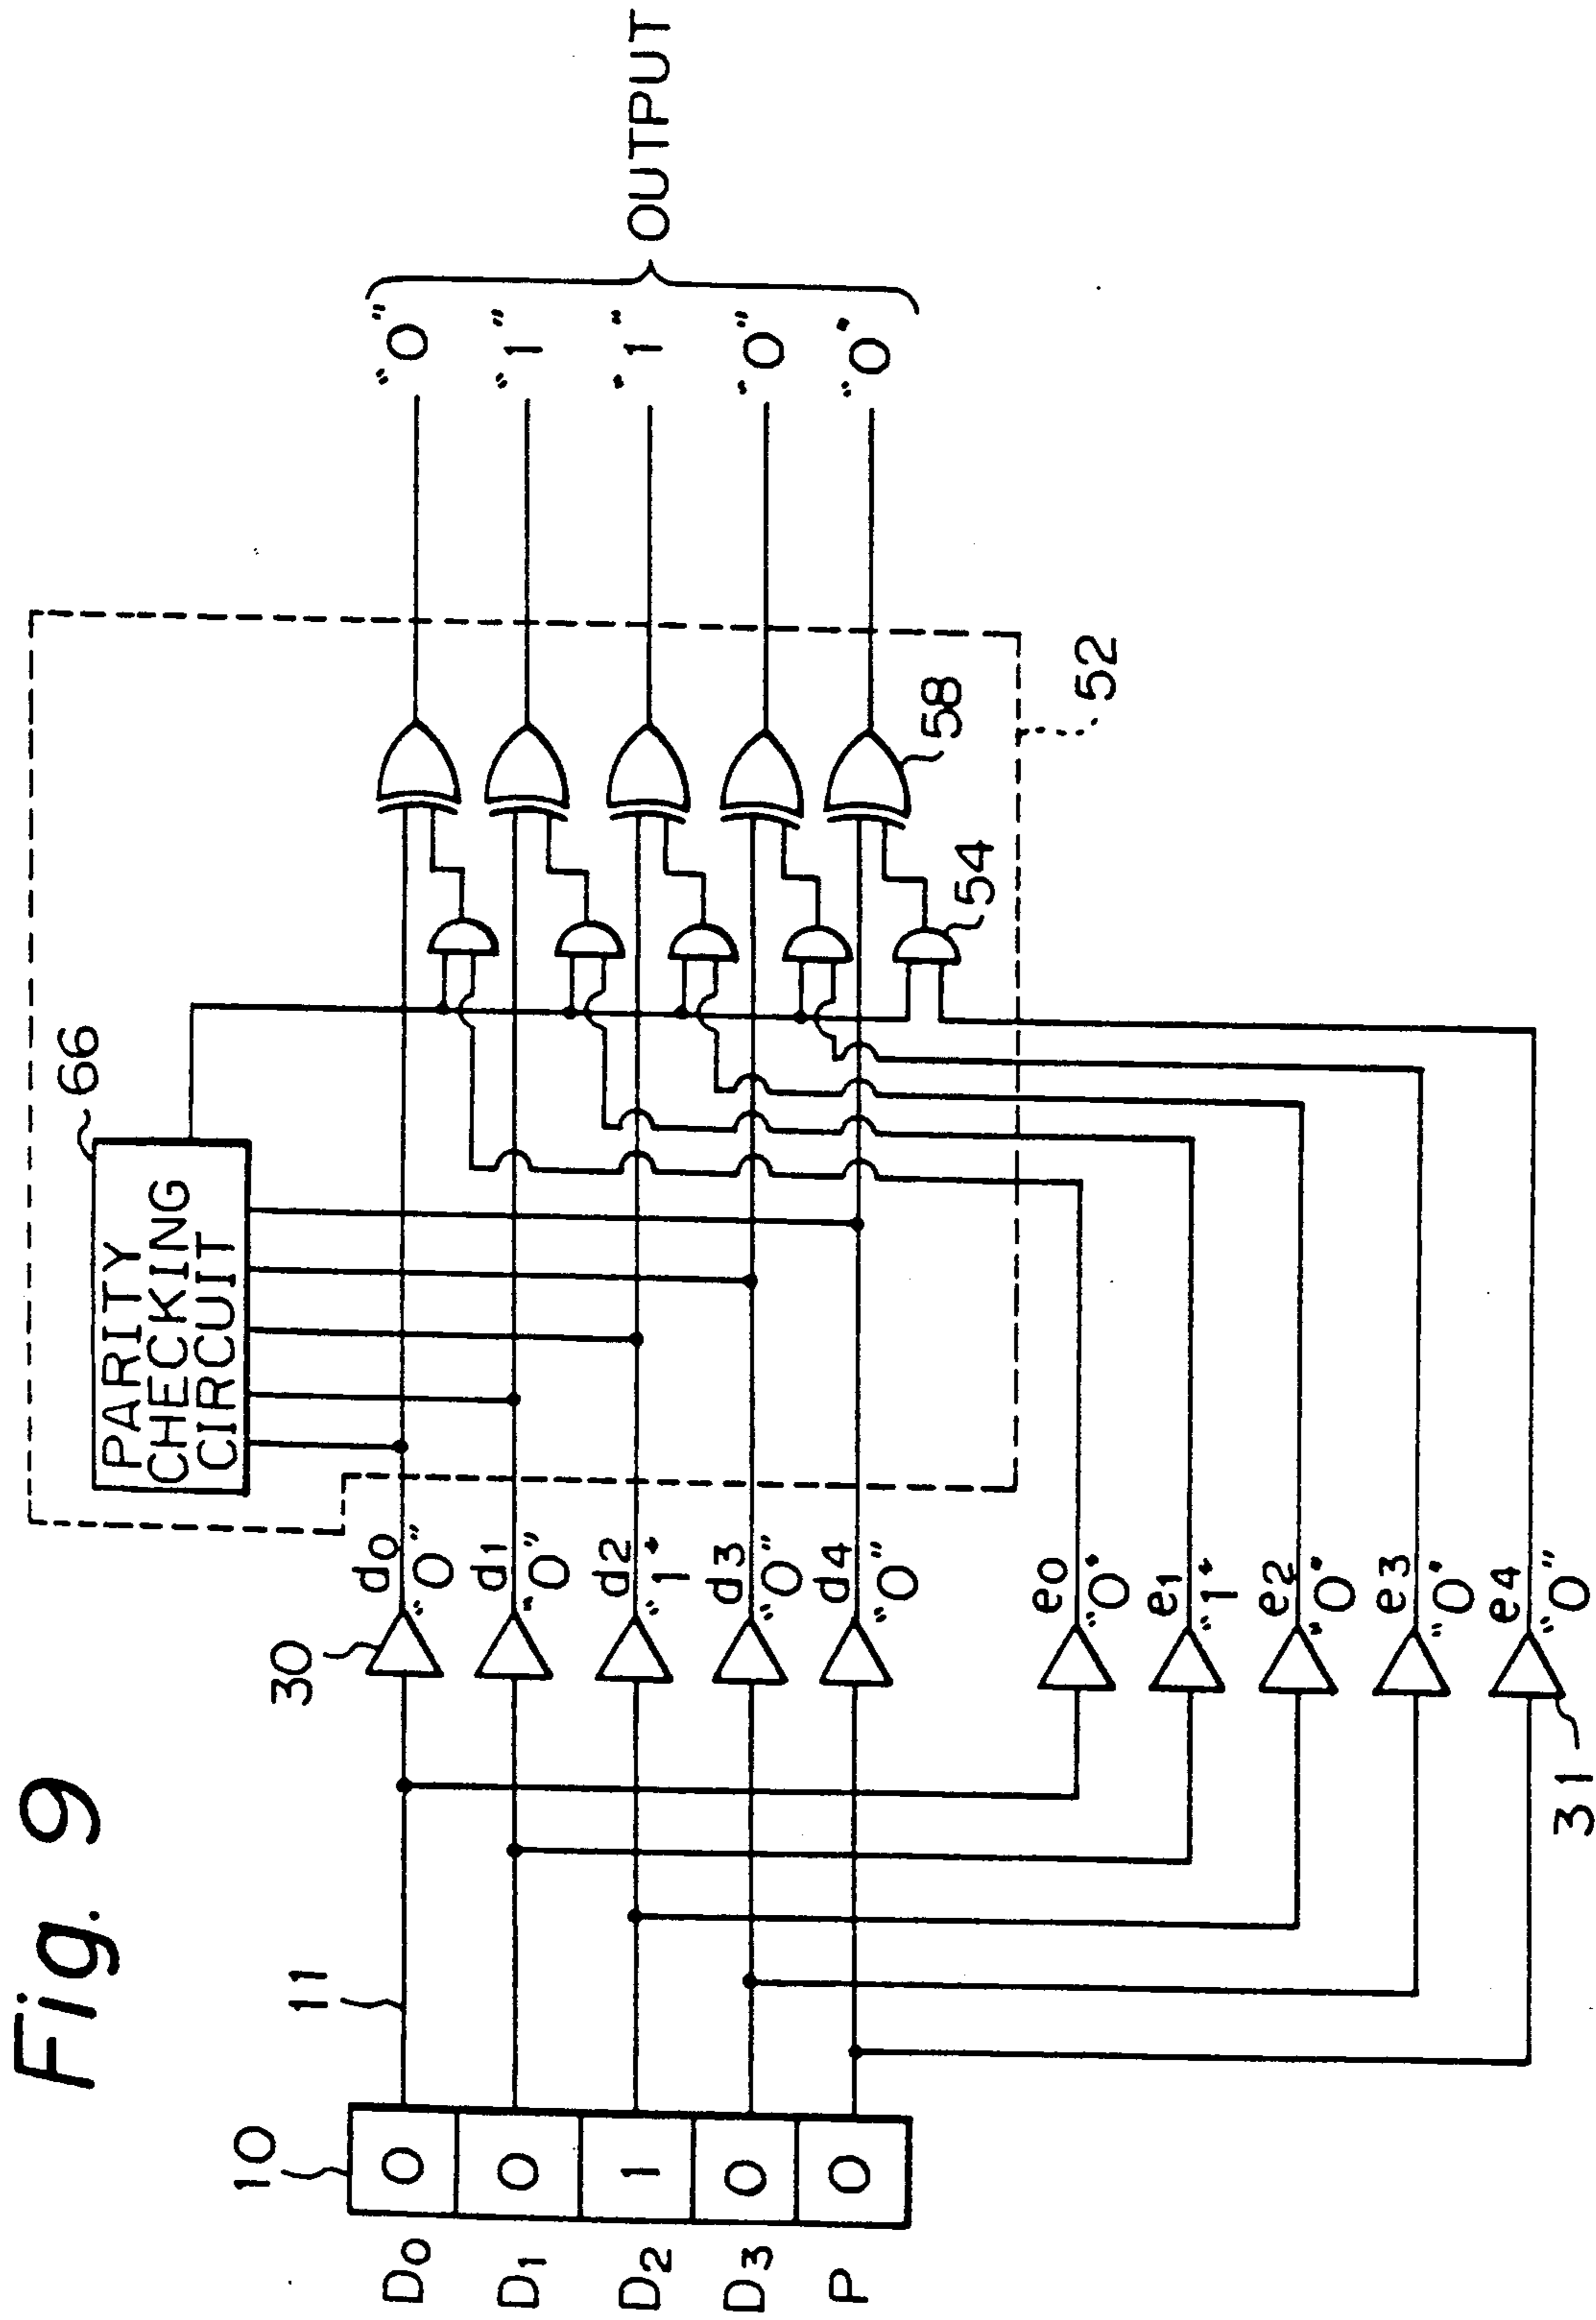 Fig. 9
10
11
30
66
PARITY
CHECKING
CIRCUIT
D0
0
d0
"0"
"0"
D1
0
d1
"0"
"1"
D2
1
d2
"1"
"1"
OUTPUT
D3
0
d3
"0"
"0"
P
0
d4
"0"
"0"
58
54
52
e0
"0"
e1
"1"
e2
"0"
e3
"0"
e4
"0"
31